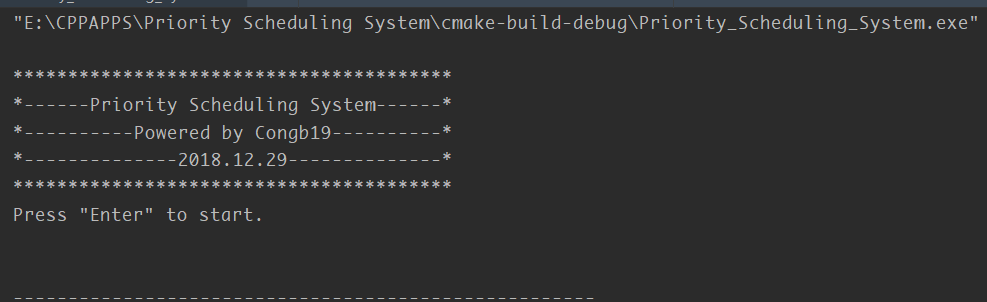 "E:\CPPAPPS\Priority Scheduling System\cmake-build-debug\Priority_Scheduling_System.exe"
****************************************
*------Priority Scheduling System------*
*----------Powered by Congb19----------*
*--------------2018.12.29--------------*
****************************************
Press "Enter" to start.
-----------------------------------------------------